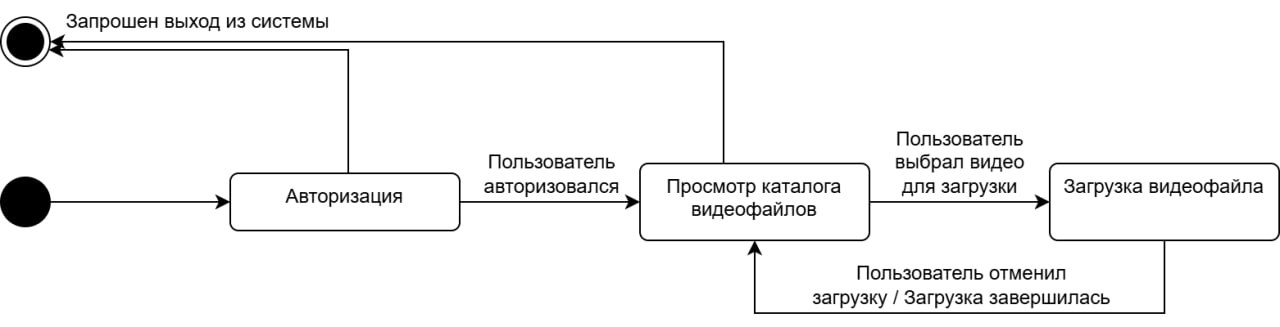 Запрошен выход из системы
Авторизация
Пользователь
авторизовался
Просмотр каталога
видеофайлов
Пользователь
выбрал видео
для загрузки
Загрузка видеофайла
Пользователь отменил
загрузку / Загрузка завершилась